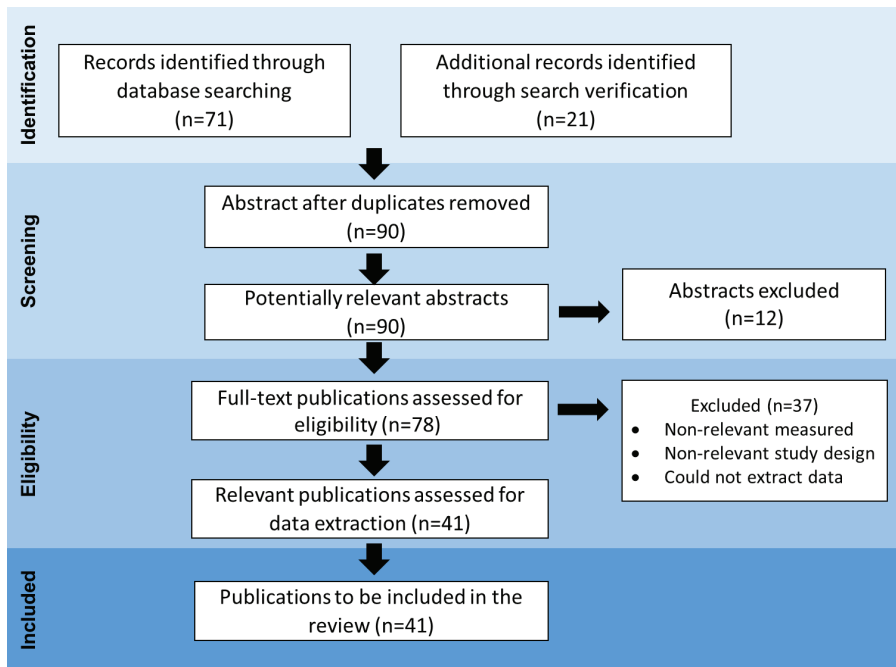 Identification
Records identified through
database searching
(n=71)
Additional records identified
through search verification
(n=21)
Screening
Abstract after duplicates removed
(n=90)
Potentially relevant abstracts
(n=90)
Abstracts excluded
(n=12)
Eligibility
Full-text publications assessed for
eligibility (n=78)
Excluded (n=37)
• Non-relevant measured
• Non-relevant study design
• Could not extract data
Relevant publications assessed for
data extraction (n=41)
Included
Publications to be included in the
review (n=41)